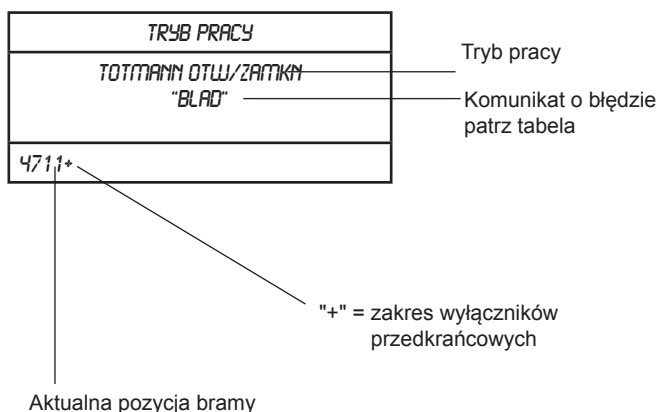 TRYB PRACY
TOTMANN OTW/ZAMKN
"BLAD"
4711+
Tryb pracy
Komunikat o błędzie
patrz tabela
"+" = zakres wyłączników
przedkrańcowych
Aktualna pozycja bramy